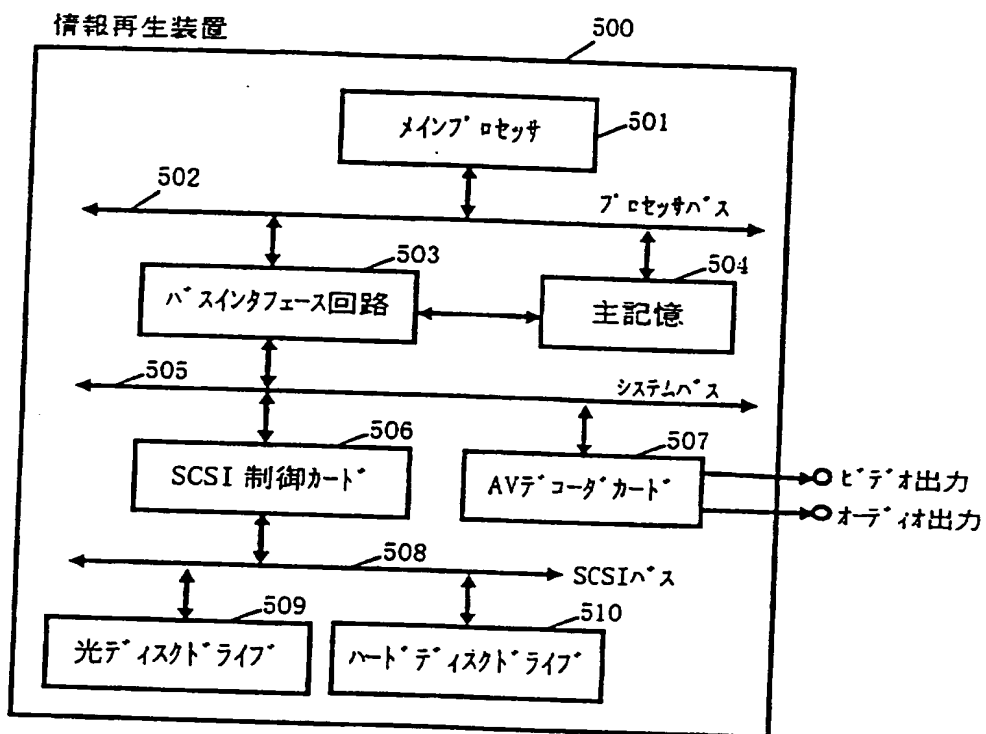 情報再生装置
500
メインプロセッサ
501
502
プロセッサバス
503
504
バスインタフェース回路
主記憶
505
システムバス
506
507
SCSI 制御カード
AVデコーダカード
ビデオ出力
オーディオ出力
508
SCSIバス
509
510
光ディスクドライブ
ハードディスクドライブ